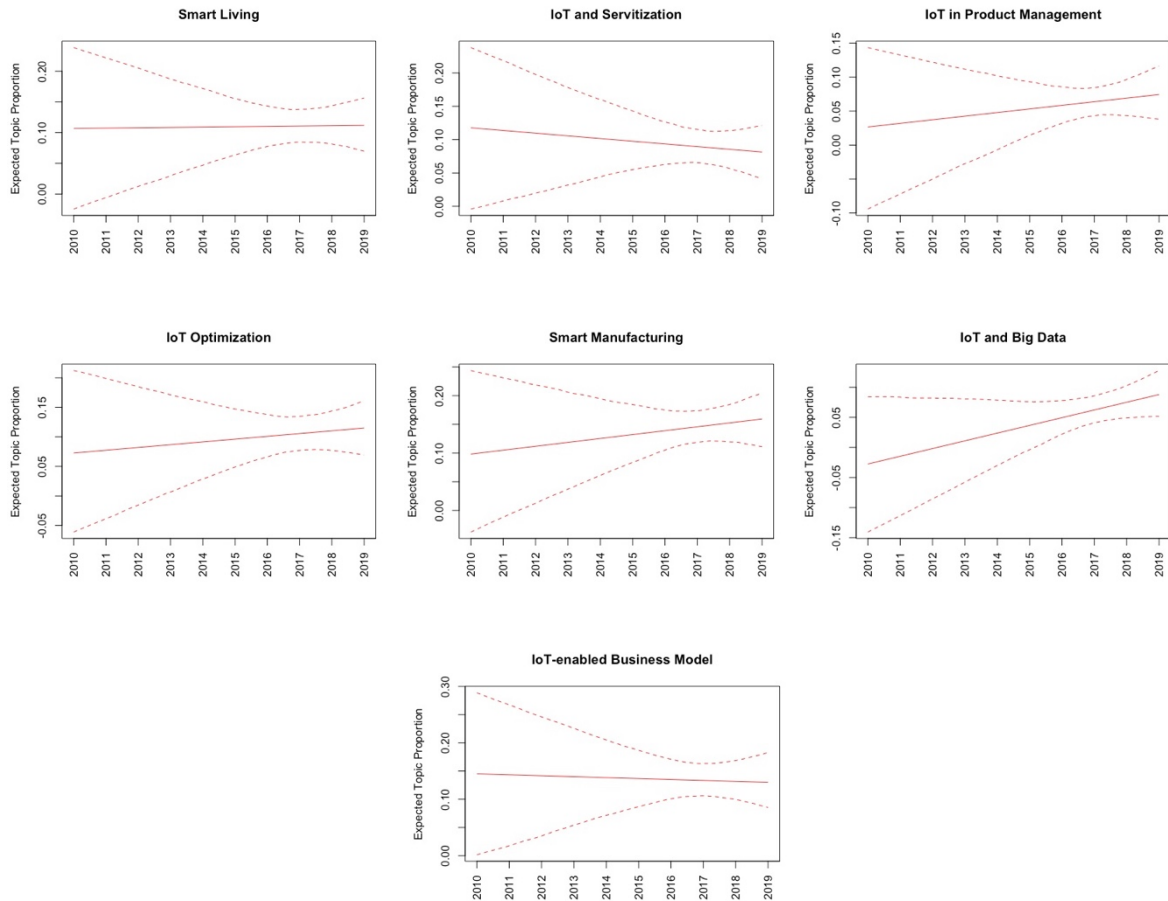 Smart Living
IoT and Servitization
IoT in Product Management
Expected Topic Proportion
0.00 0.10 0.20
2010 2011 2012 2013 2014 2015 2016 2017 2018 2019
Expected Topic Proportion
0.00 0.05 0.10 0.15 0.20
2010 2011 2012 2013 2014 2015 2016 2017 2018 2019
Expected Topic Proportion
-0.10 0.00 0.05 0.10 0.15
2010 2011 2012 2013 2014 2015 2016 2017 2018 2019
IoT Optimization
Smart Manufacturing
IoT and Big Data
Expected Topic Proportion
-0.05 0.05 0.15
2010 2011 2012 2013 2014 2015 2016 2017 2018 2019
Expected Topic Proportion
0.00 0.10 0.20
2010 2011 2012 2013 2014 2015 2016 2017 2018 2019
Expected Topic Proportion
-0.15 -0.05 0.05
2010 2011 2012 2013 2014 2015 2016 2017 2018 2019
IoT-enabled Business Model
Expected Topic Proportion
0.00 0.10 0.20 0.30
2010 2011 2012 2013 2014 2015 2016 2017 2018 2019